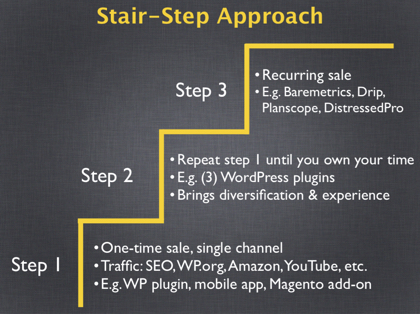 Stair-Step Approach
Step 3
• Recurring sale
• E.g. Baremetrics, Drip,
Planscope, DistressedPro
Step 2
• Repeat step 1 until you own your time
• E.g. (3) WordPress plugins
• Brings diversification & experience
Step 1
• One-time sale, single channel
• Traffic: SEO, WP.org, Amazon, YouTube, etc.
• E.g. WP plugin, mobile app, Magento add-on